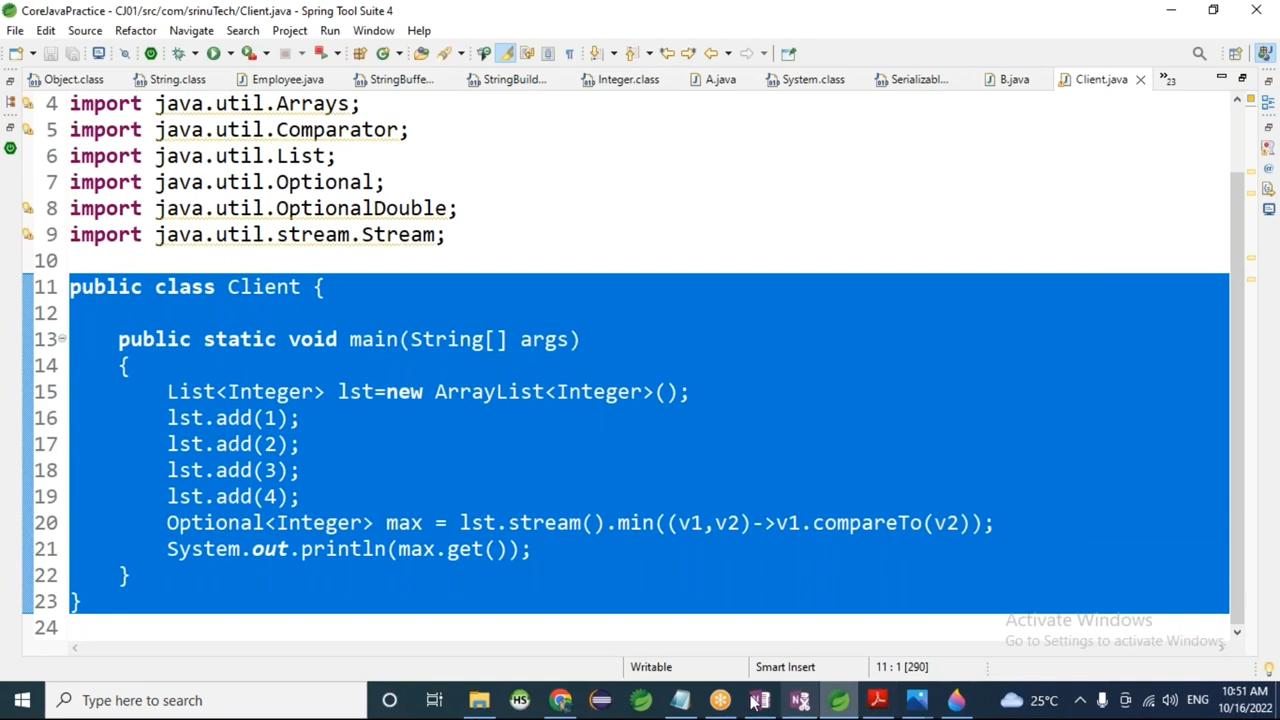 CoreJavaPractice - CJ01/src/com/srinuTech/Client.java - Spring Tool Suite 4
File Edit Source Refactor Navigate Search Project Run Window Help
Object.class String.class Employee.java StringBuffe... StringBuild... Integer.class A.java System.class Serializabl... B.java Client.java 23
4 import java.util.Arrays;
5 import java.util.Comparator;
6 import java.util.List;
7 import java.util.Optional;
8 import java.util.OptionalDouble;
9 import java.util.stream.Stream;
10
11 public class Client {
12
13 public static void main(String[] args)
14 {
15 List<Integer> lst=new ArrayList<Integer>();
16 lst.add(1);
17 lst.add(2);
18 lst.add(3);
19 lst.add(4);
20 Optional<Integer> max = lst.stream().min((v1,v2)->v1.compareTo(v2));
21 System.out.println(max.get());
22 }
23 }
24
Activate Windows
Go to Settings to activate Windows.
Writable Smart Insert 11 : 1 [290]
Type here to search HS 25°C ENG 10:51 AM
10/16/2022